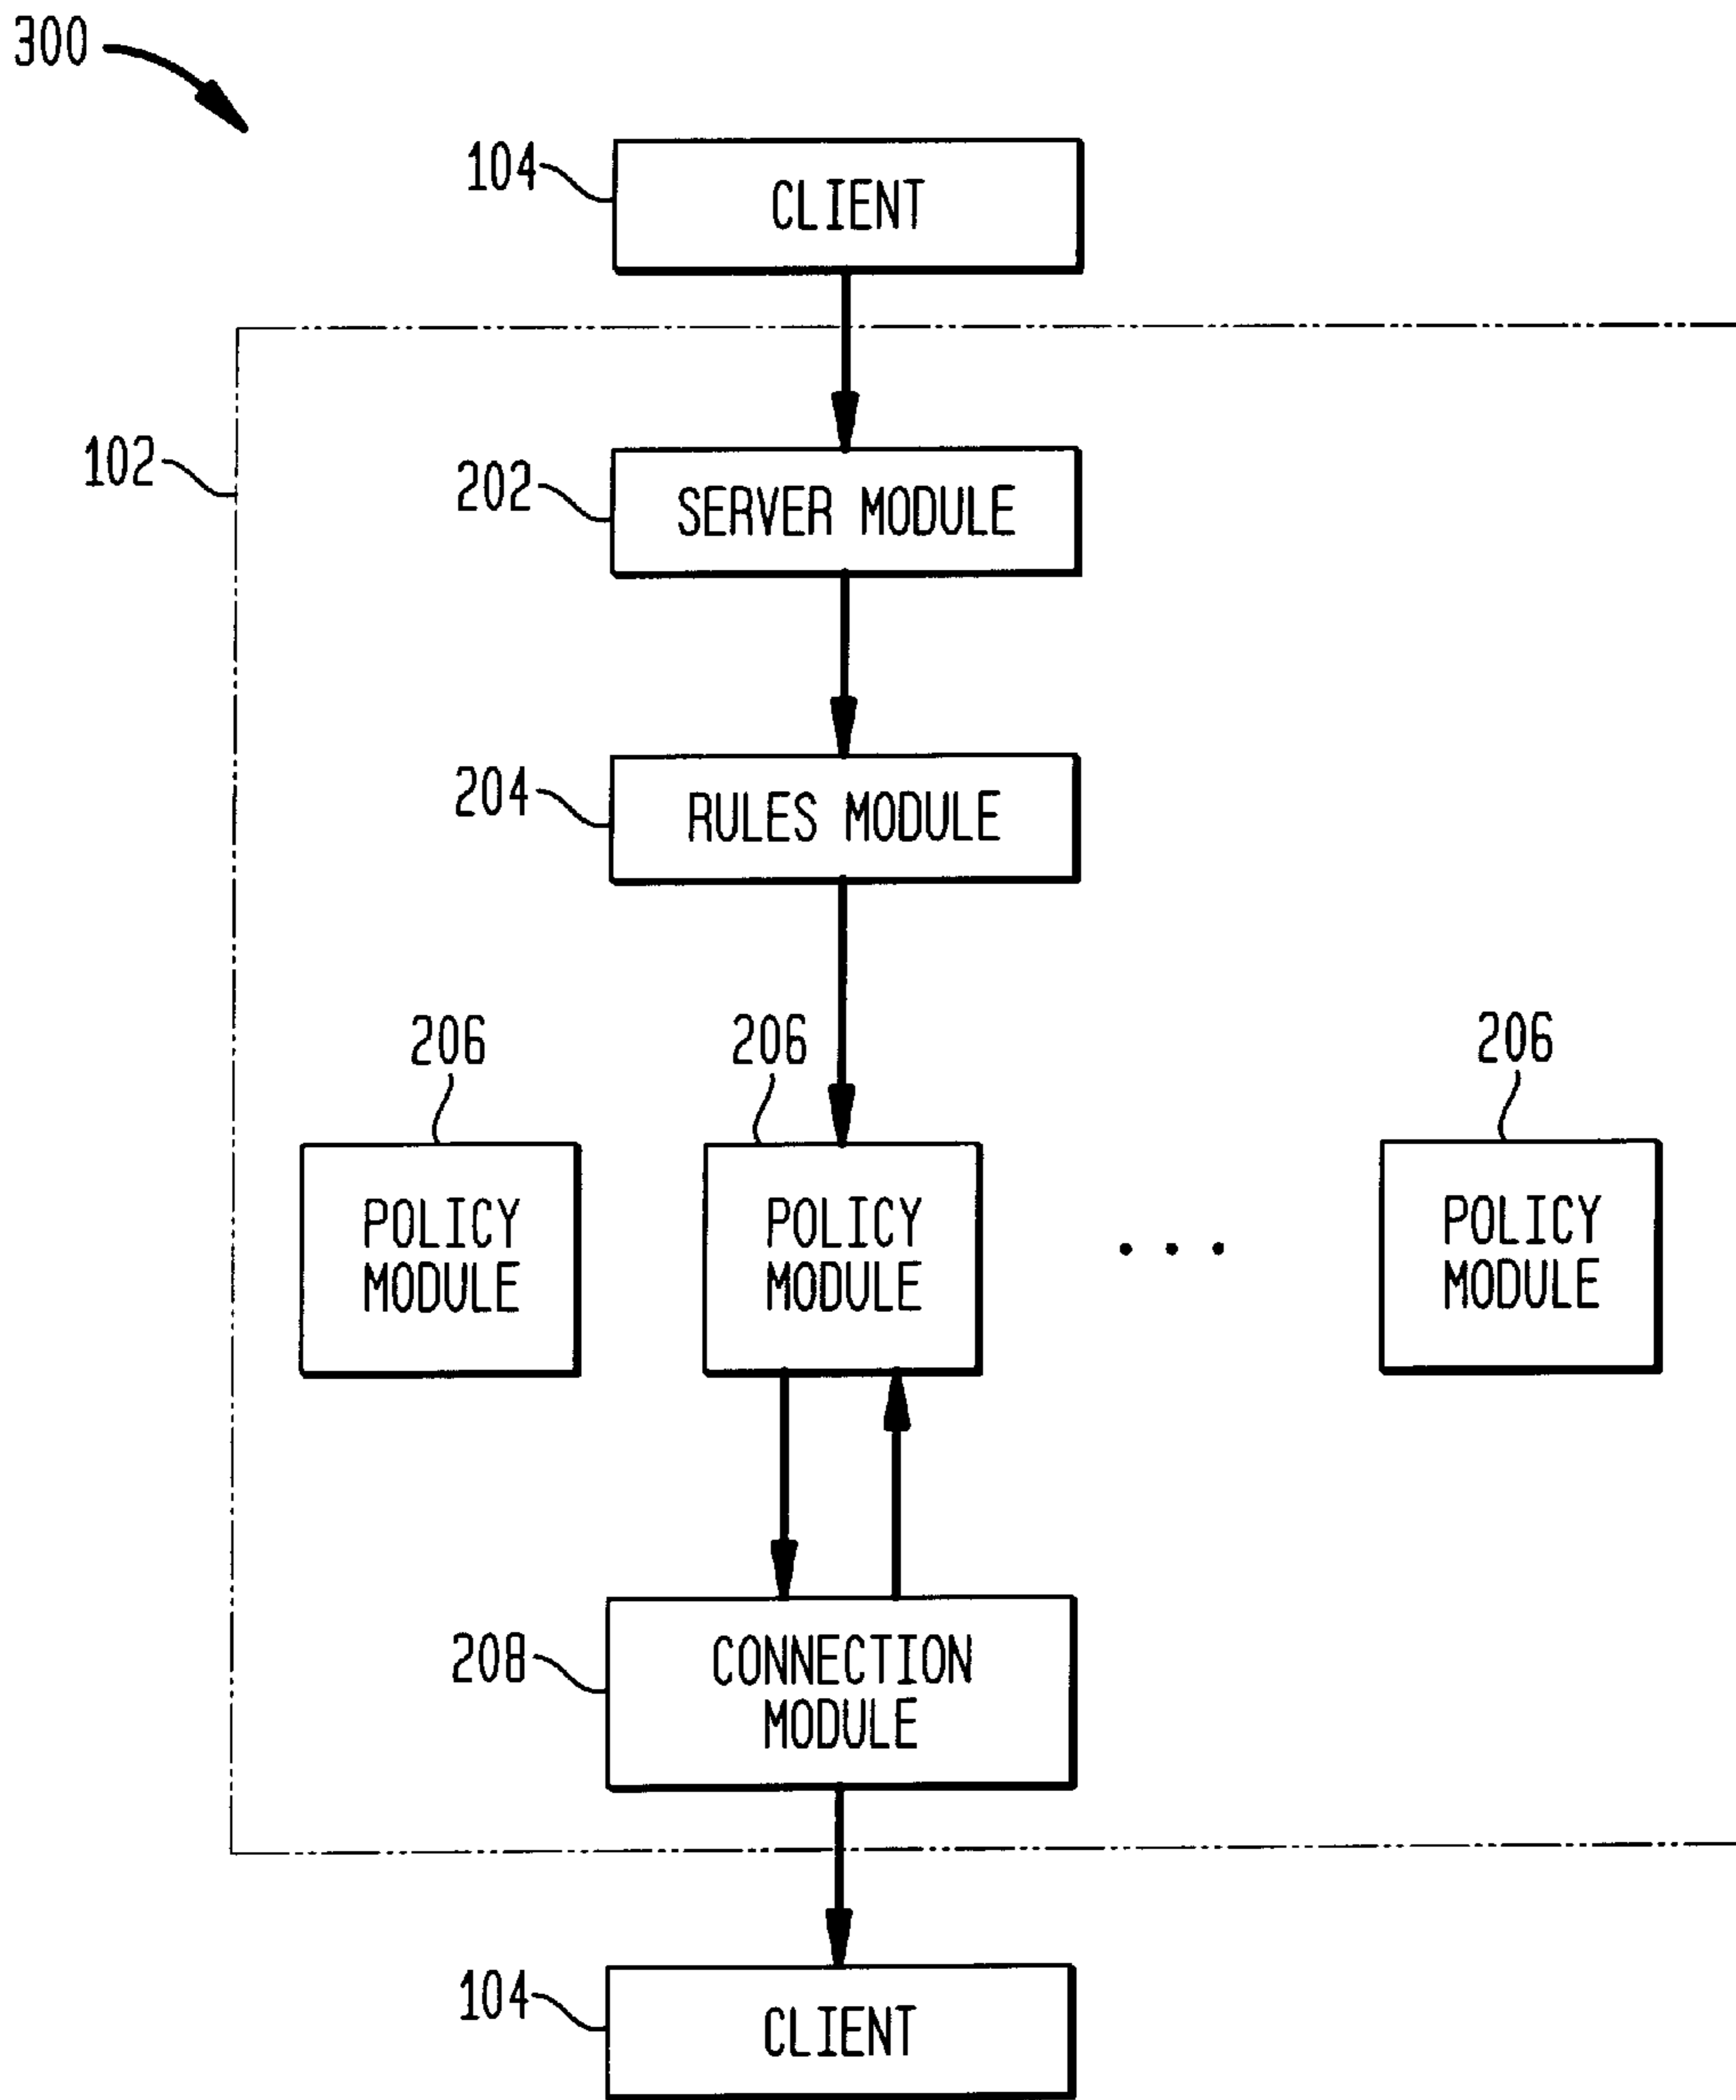 300
104
CLIENT
102
202
SERVER MODULE
204
RULES MODULE
206
206
206
POLICY
MODULE
POLICY
MODULE
POLICY
MODULE
208
CONNECTION
MODULE
104
CLIENT